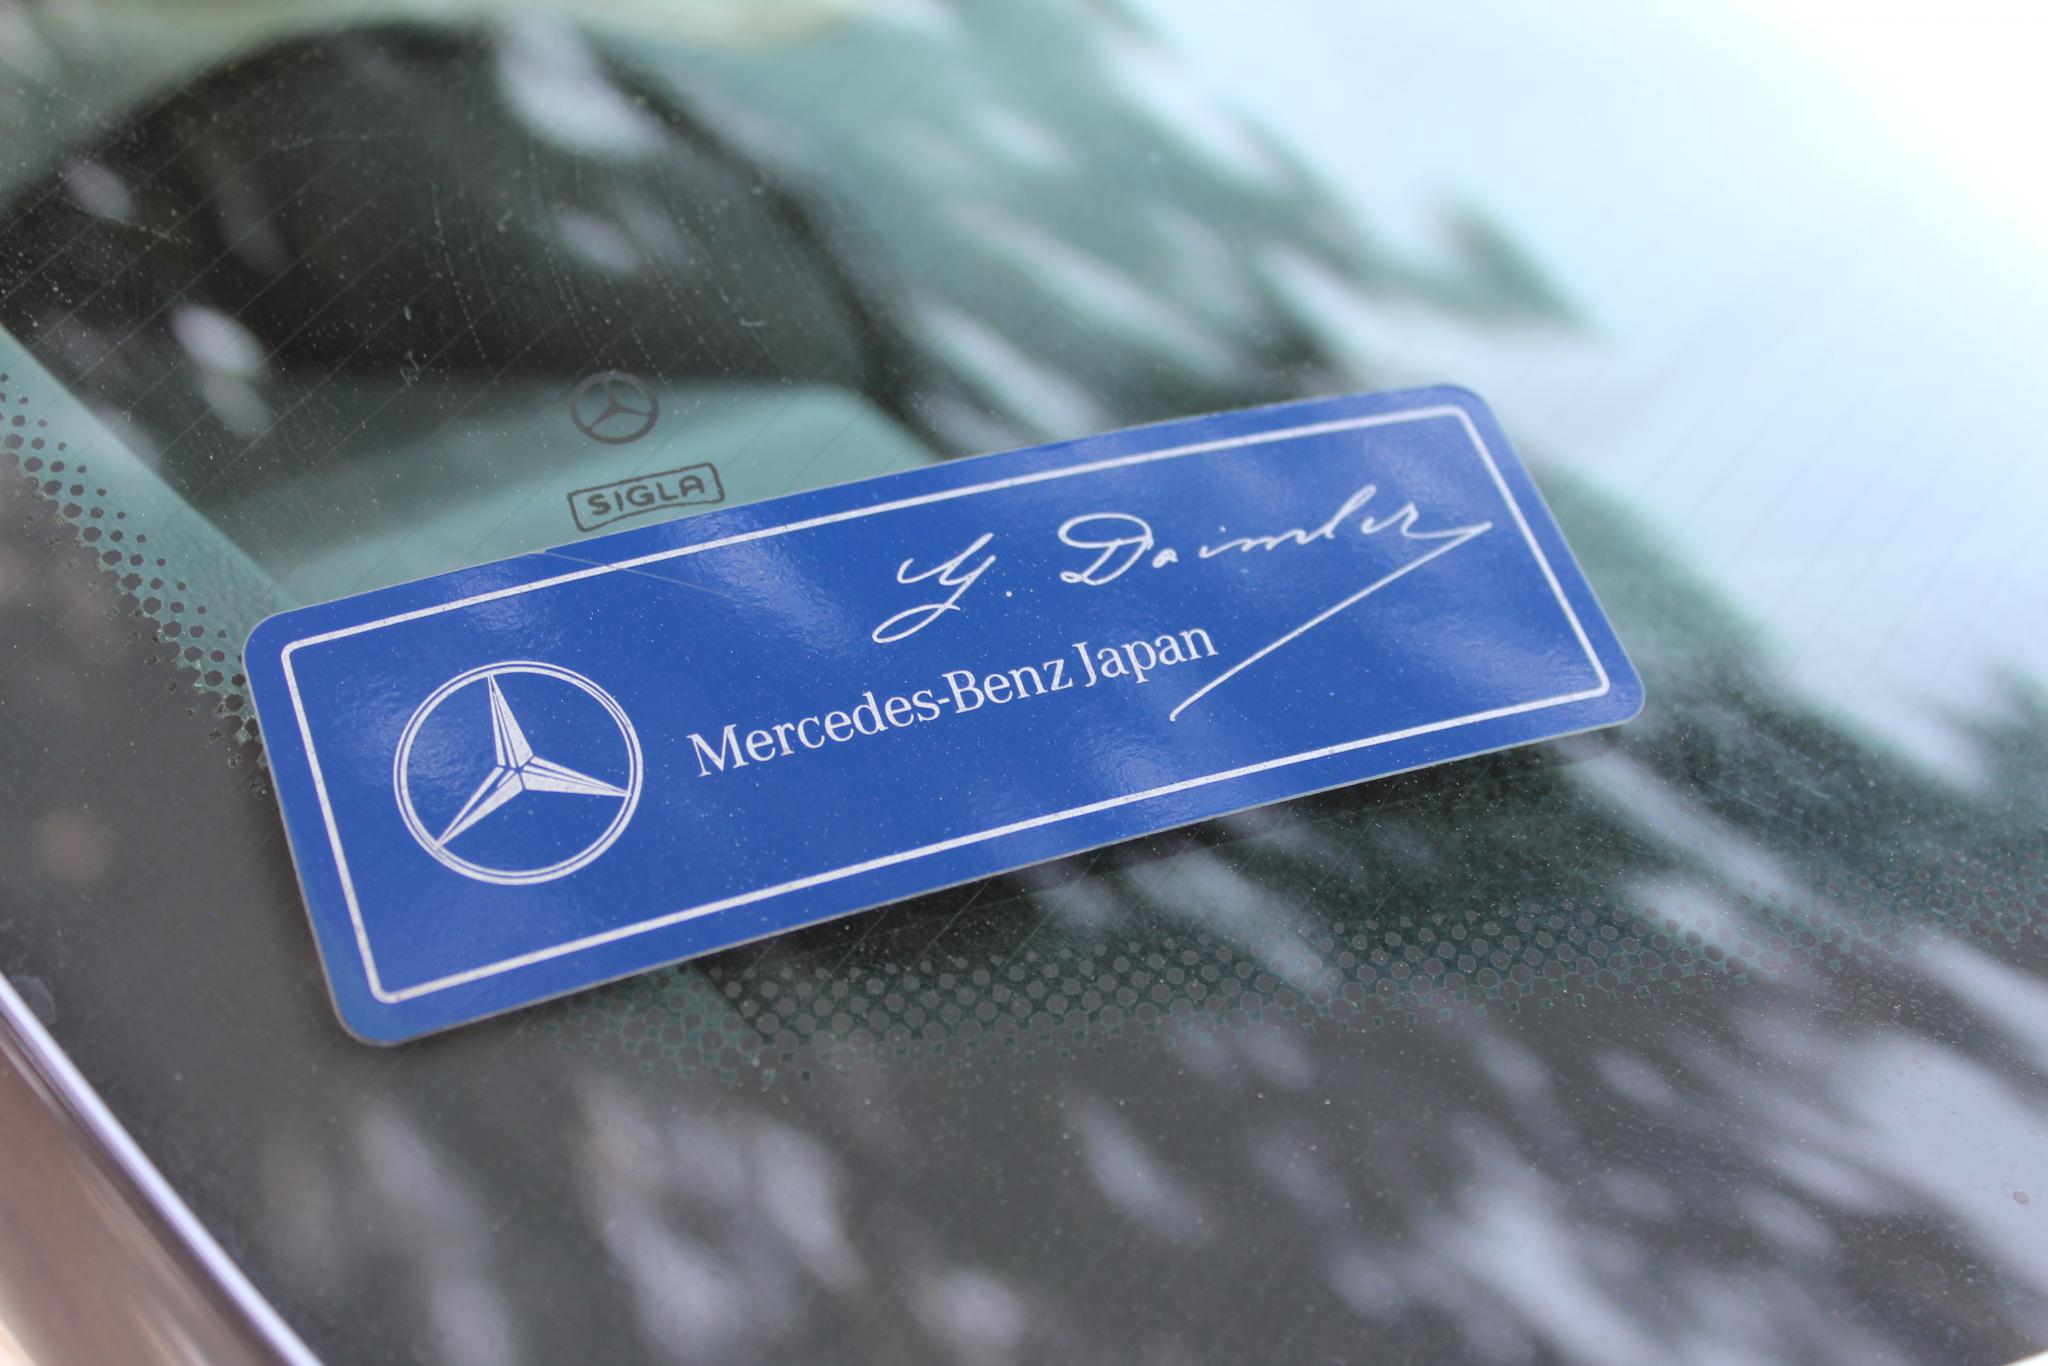 SIGLA
G. Daimler
Mercedes-Benz Japan